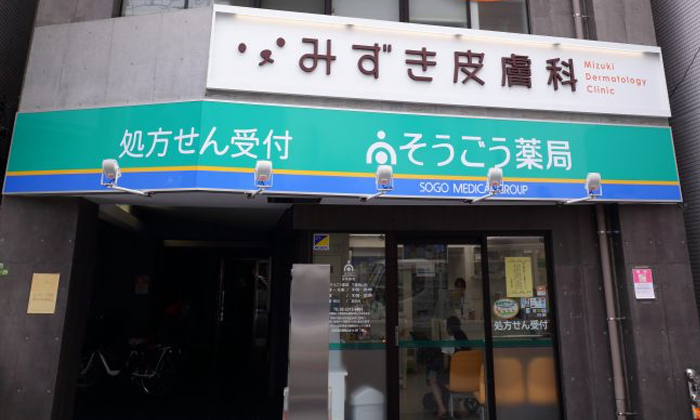 みずき皮膚科
Mizuki
Dermatology
Clinic
処方せん受付
そうごう薬局
SOGO MEDICAL GROUP
処方せん受付